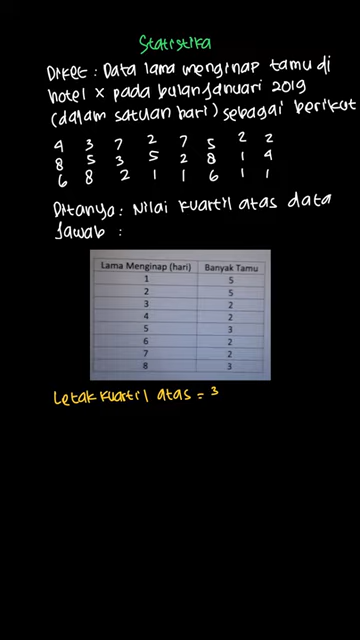 Statistika
Diket : Data lama menginap tamu di
hotel X pada bulan Januari 2019
(dalam satuan hari) sebagai berikut
4 3 7 2 7 5 2 2
8 5 3 5 2 8 1 4
6 8 2 1 1 6 1 1
Ditanya : Nilai kuartil atas data
Jawab :
Lama Menginap (hari) Banyak Tamu
1 5
2 5
3 2
4 2
5 3
6 2
7 2
8 3
Letak kuartil atas = 3